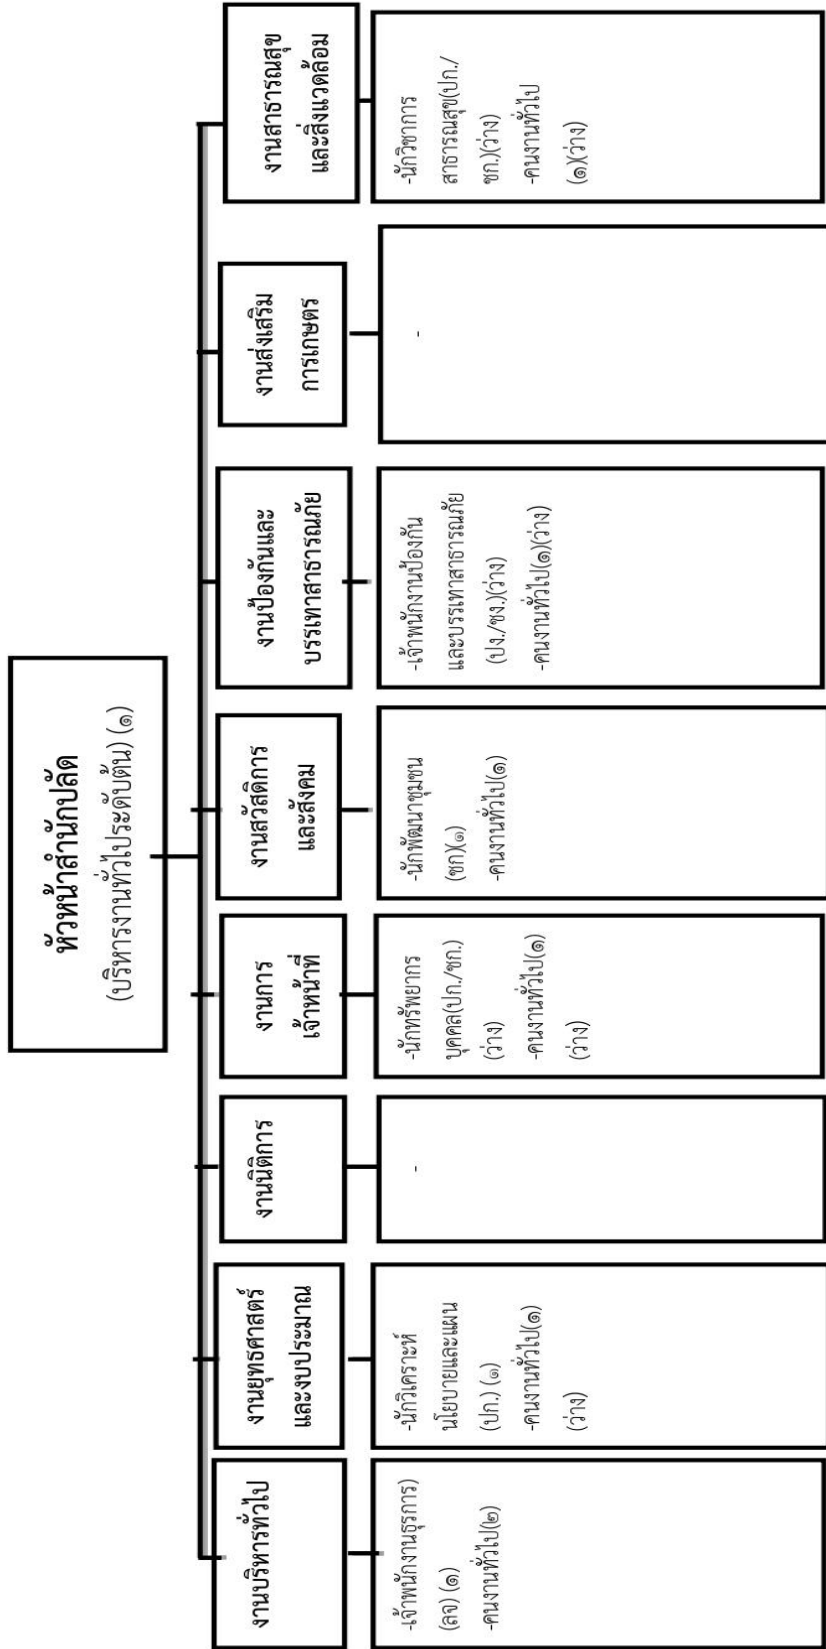 หัวหน้าสำนักปลัด
(บริหารงานทั่วไประดับต้น) (๑)
งานบริหารทั่วไป
-เจ้าพนักงานธุรการ)
(ลจ) (๑)
-คนงานทั่วไป(๒)
งานยุทธศาสตร์
และงบประมาณ
-นักวิเคราะห์
นโยบายและแผน
(ปก.) (๑)
-คนงานทั่วไป(๑)
(ว่าง)
งานนิติการ
-
งานการ
เจ้าหน้าที่
-นักทรัพยากร
บุคคล(ปก./ชก.)
(ว่าง)
-คนงานทั่วไป(๑)
(ว่าง)
งานสวัสดิการ
และสังคม
-นักพัฒนาชุมชน
(ชก)(๑)
-คนงานทั่วไป(๑)
งานป้องกันและ
บรรเทาสาธารณภัย
-เจ้าพนักงานป้องกัน
และบรรเทาสาธารณภัย
(ปง./ชง.)(ว่าง)
-คนงานทั่วไป(๑)(ว่าง)
งานส่งเสริม
การเกษตร
-
งานสาธารณสุข
และสิ่งแวดล้อม
-นักวิชาการ
สาธารณสุข(ปก./
ชก.)(ว่าง)
-คนงานทั่วไป
(๑)(ว่าง)